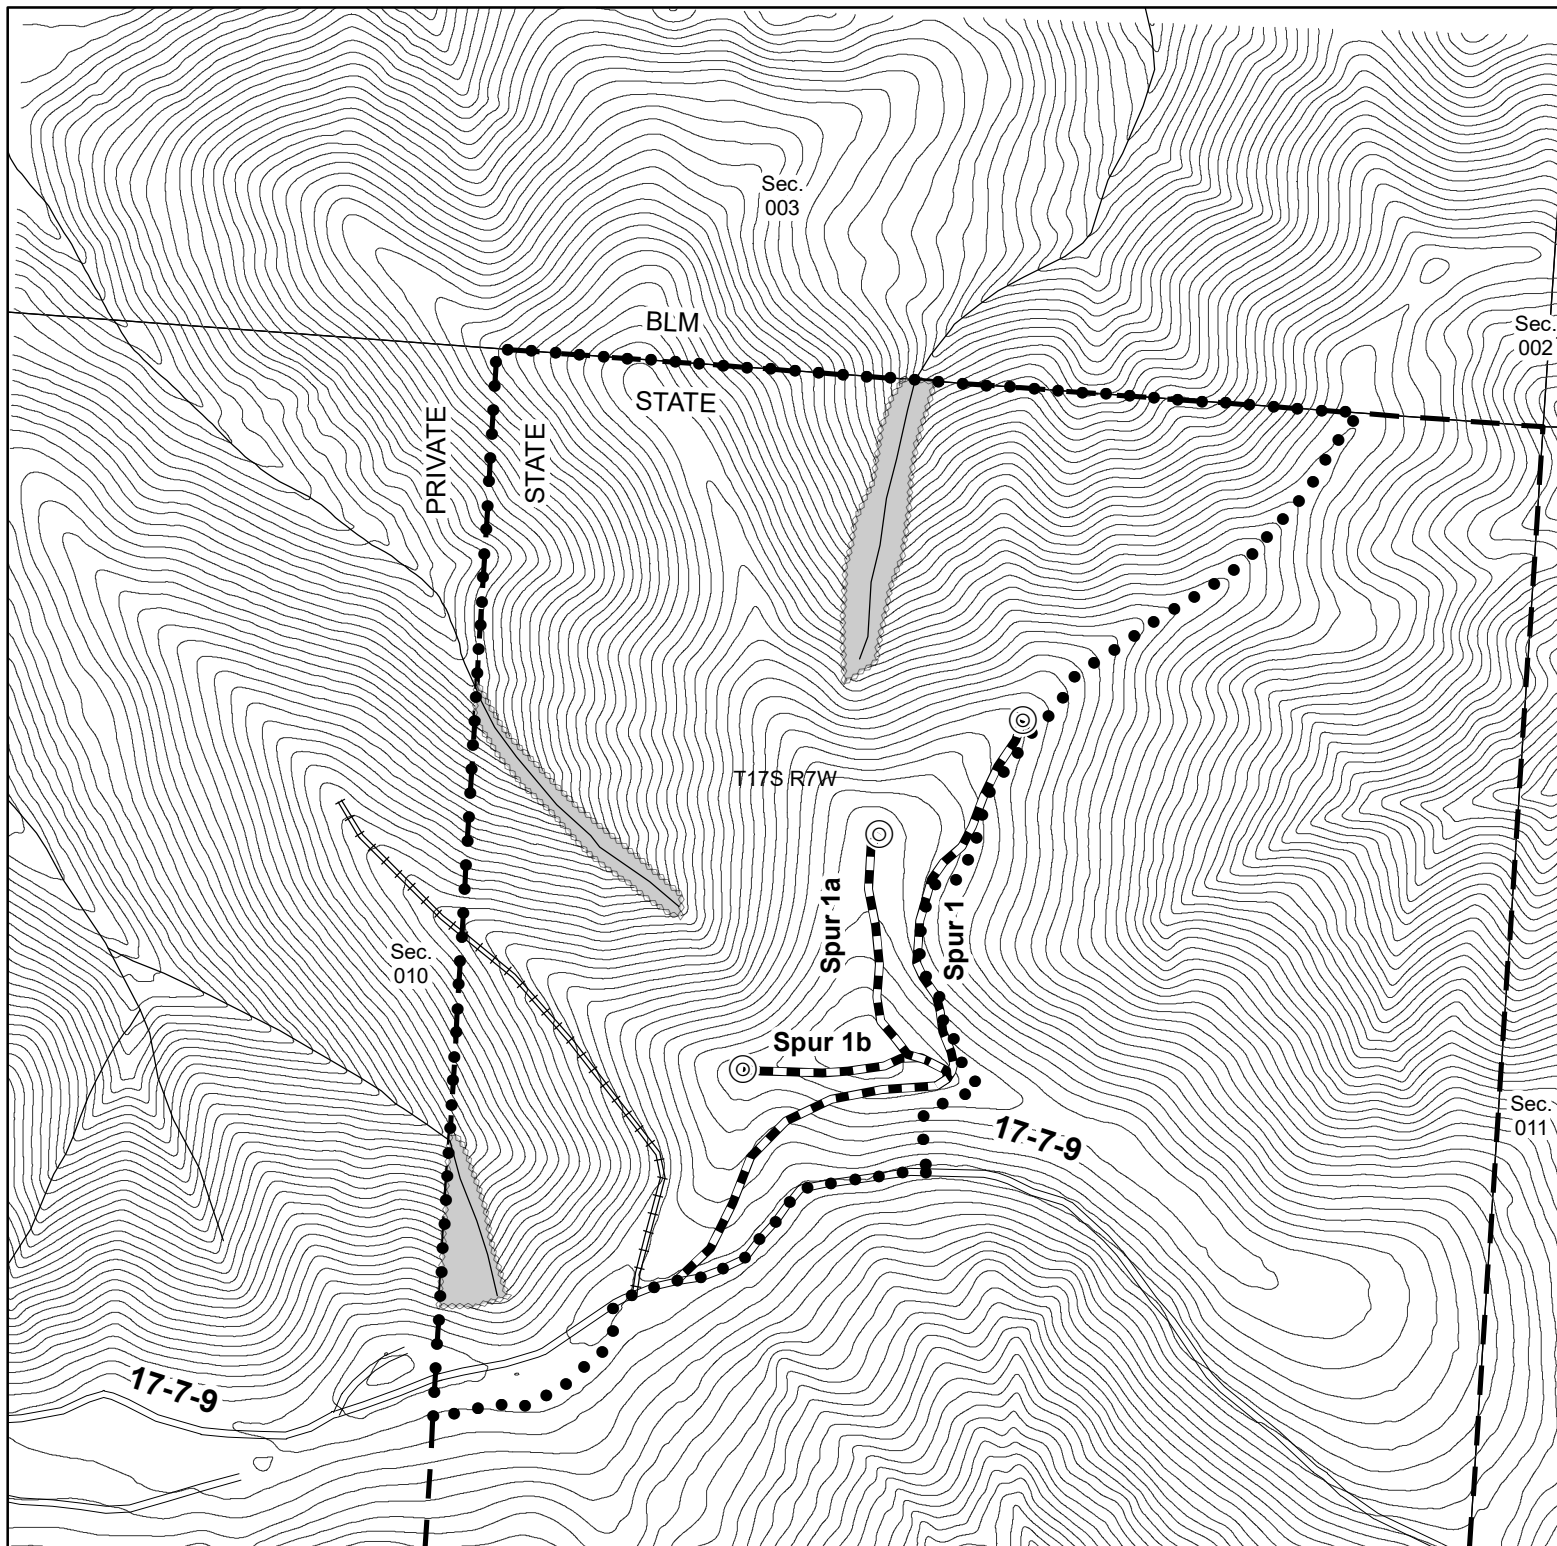 Sec.
003
BLM
STATE
PRIVATE
STATE
Sec.
002
T17S R7W
Spur 1a
Spur 1
Sec.
010
Spur 1b
17-7-9
Sec.
011
17-7-9